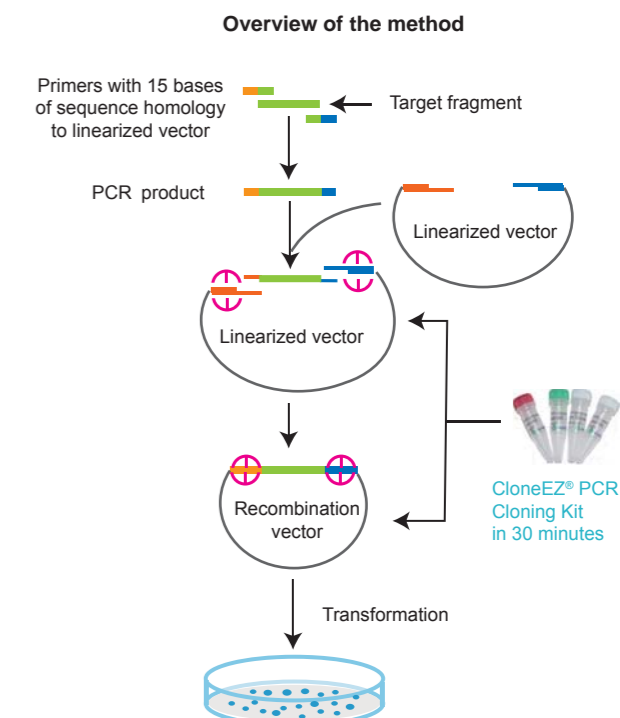 Overview of the method
Primers with 15 bases
of sequence homology
to linearized vector
Target fragment
PCR product
Linearized vector
Linearized vector
CloneEZ® PCR
Cloning Kit
in 30 minutes
Recombination
vector
Transformation